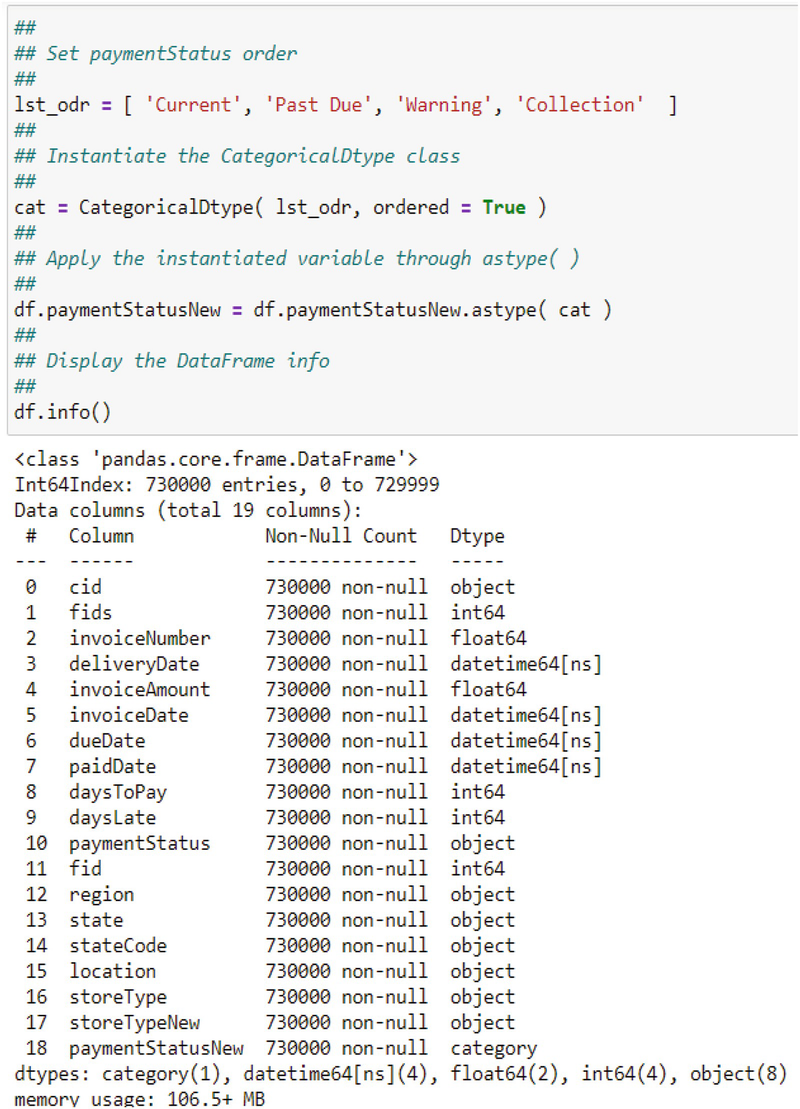 ##
## Set paymentStatus order
##
lst_odr = [ 'Current', 'Past Due', 'Warning', 'Collection'  ]
##
## Instantiate the CategoricalDtype class
##
cat = CategoricalDtype( lst_odr, ordered = True )
##
## Apply the instantiated variable through astype( )
##
df.paymentStatusNew = df.paymentStatusNew.astype( cat )
##
## Display the DataFrame info
##
df.info()
<class 'pandas.core.frame.DataFrame'>
Int64Index: 730000 entries, 0 to 729999
Data columns (total 19 columns):
 #   Column            Non-Null Count   Dtype
---  ------            --------------   -----
 0   cid               730000 non-null  object
 1   fids              730000 non-null  int64
 2   invoiceNumber     730000 non-null  float64
 3   deliveryDate      730000 non-null  datetime64[ns]
 4   invoiceAmount     730000 non-null  float64
 5   invoiceDate       730000 non-null  datetime64[ns]
 6   dueDate           730000 non-null  datetime64[ns]
 7   paidDate          730000 non-null  datetime64[ns]
 8   daysToPay         730000 non-null  int64
 9   daysLate          730000 non-null  int64
 10  paymentStatus     730000 non-null  object
 11  fid               730000 non-null  int64
 12  region            730000 non-null  object
 13  state             730000 non-null  object
 14  stateCode         730000 non-null  object
 15  location          730000 non-null  object
 16  storeType         730000 non-null  object
 17  storeTypeNew      730000 non-null  object
 18  paymentStatusNew  730000 non-null  category
dtypes: category(1), datetime64[ns](4), float64(2), int64(4), object(8)
memory usage: 106.5+ MB